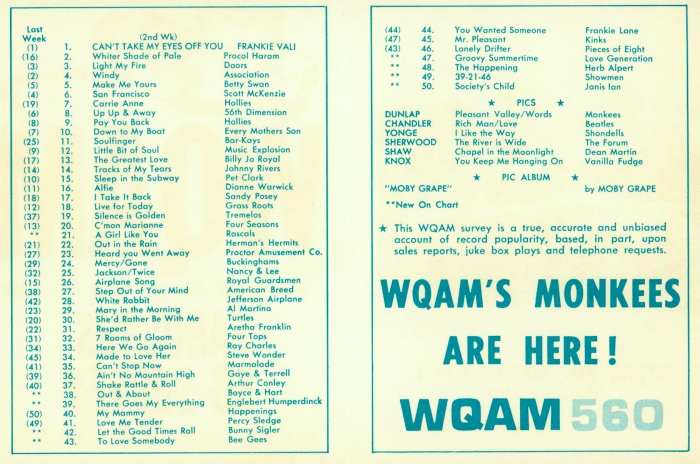 Last
Week (2nd Wk)
(1) 1. CAN'T TAKE MY EYES OFF YOU FRANKIE VALI
(16) 2. Whiter Shade of Pale Procol Haram
(3) 3. Light My Fire Doors
(2) 4. Windy Association
(5) 5. Make Me Yours Betty Swan
(4) 6. San Francisco Scott McKenzie
(19) 7. Carrie Anne Hollies
(6) 8. Up Up & Away 56th Dimension
(8) 9. Pay You Back Hollies
(7) 10. Down to My Boat Every Mothers Son
(25) 11. Soulfinger Bar-Kays
(9) 12. Little Bit of Soul Music Explosion
(17) 13. The Greatest Love Billy Jo Royal
(14) 14. Tracks of My Tears Johnny Rivers
(10) 15. Sleep in the Subway Pet Clark
(11) 16. Alfie Dionne Warwick
(18) 17. I Take It Back Sandy Posey
(12) 18. Live for Today Grass Roots
(37) 19. Silence is Golden Tremelos
(13) 20. C'mon Marianne Four Seasons
** 21. A Girl Like You Rascals
(21) 22. Out in the Rain Herman's Hermits
(27) 23. Heard you Went Away Proctor Amusement Co.
(29) 24. Mercy/Gone Buckinghams
(32) 25. Jackson/Twice Nancy & Lee
(15) 26. Airplane Song Royal Guardsmen
(38) 27. Step Out of Your Mind American Breed
(42) 28. White Rabbit Jefferson Airplane
(23) 29. Mary in the Morning Al Martino
(20) 30. She'd Rather Be With Me Turtles
(22) 31. Respect Aretha Franklin
(31) 32. 7 Rooms of Gloom Four Tops
(34) 33. Here We Go Again Ray Charles
(45) 34. Made to Love Her Steve Wonder
(41) 35. Can't Stop Now Marmalade
(39) 36. Ain't No Mountain High Gaye & Terrell
(40) 37. Shake Rattle & Roll Arthur Conley
** 38. Out & About Boyce & Hart
** 39. There Goes My Everything Englebert Humperdinck
(50) 40. My Mammy Happenings
(49) 41. Love Me Tender Percy Sledge
** 42. Let the Good Times Roll Bunny Sigler
** 43. To Love Somebody Bee Gees
(44) 44. You Wanted Someone Frankie Lane
(47) 45. Mr. Pleasant Kinks
(43) 46. Lonely Drifter Pieces of Eight
** 47. Groovy Summertime Love Generation
** 48. The Happening Herb Alpert
** 49. 39-21-46 Showmen
** 50. Society's Child Janis Ian
★ PICS ★
DUNLAP Pleasant Valley/Words Monkees
CHANDLER Rich Man/Love Beatles
YONGE I Like the Way Shondells
SHERWOOD The River is Wide The Forum
SHAW Chapel in the Moonlight Dean Martin
KNOX You Keep Me Hanging On Vanilla Fudge
★ PIC ALBUM ★
"MOBY GRAPE" by MOBY GRAPE
**New On Chart
★ This WQAM survey is a true, accurate and unbiased
account of record popularity, based, in part, upon
sales reports, juke box plays and telephone requests.
WQAM'S MONKEES
ARE HERE!
WQAM 560